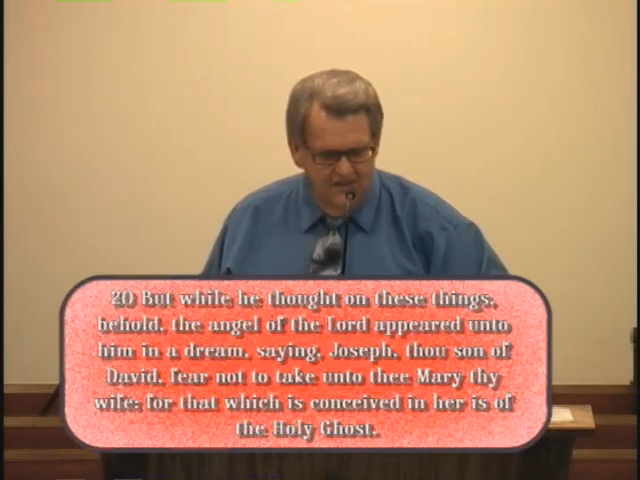 20 But while he thought on these things,
behold, the angel of the Lord appeared unto
him in a dream, saying, Joseph, thou son of
David, fear not to take unto thee Mary thy
wife: for that which is conceived in her is of
the Holy Ghost.